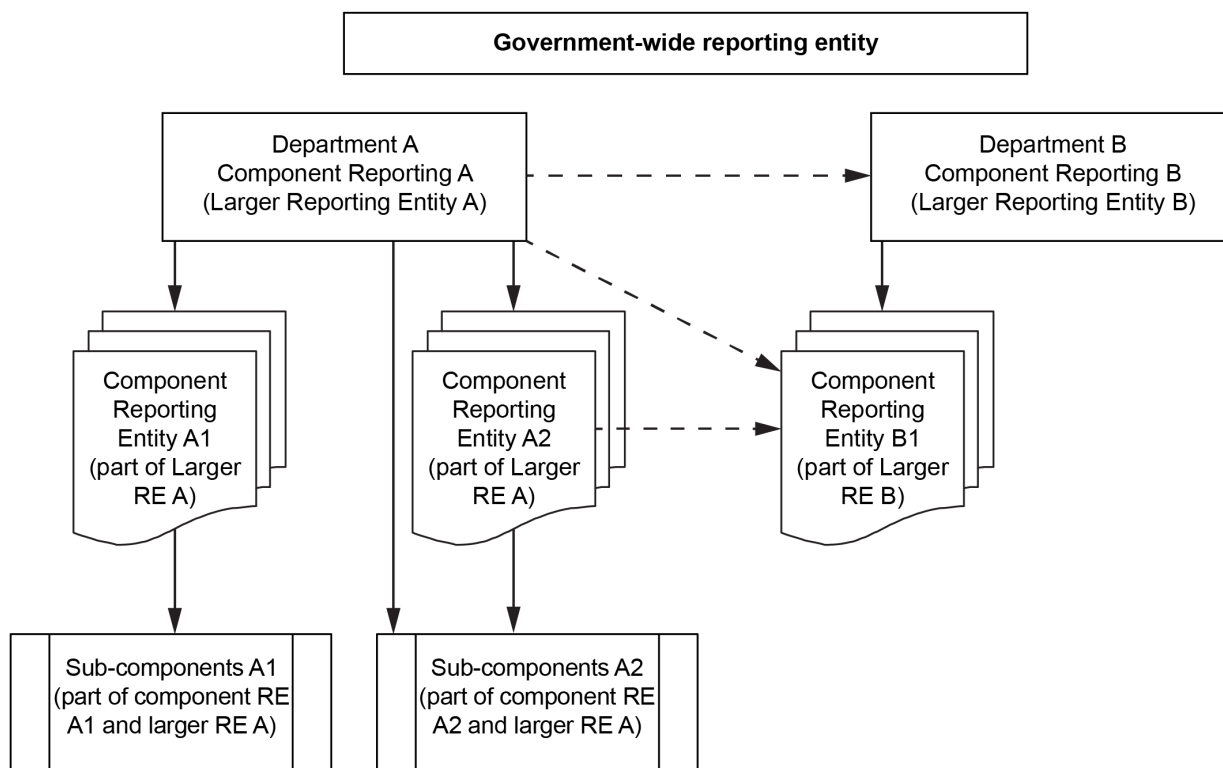 Government-wide reporting entity
Department A
Component Reporting A
(Larger Reporting Entity A)
Department B
Component Reporting B
(Larger Reporting Entity B)
Component
Reporting
Entity A1
(part of Larger
RE A)
Component
Reporting
Entity A2
(part of Larger
RE A)
Component
Reporting
Entity B1
(part of Larger
RE B)
Sub-components A1
(part of component RE
A1 and larger RE A)
Sub-components A2
(part of component RE
A2 and larger RE A)